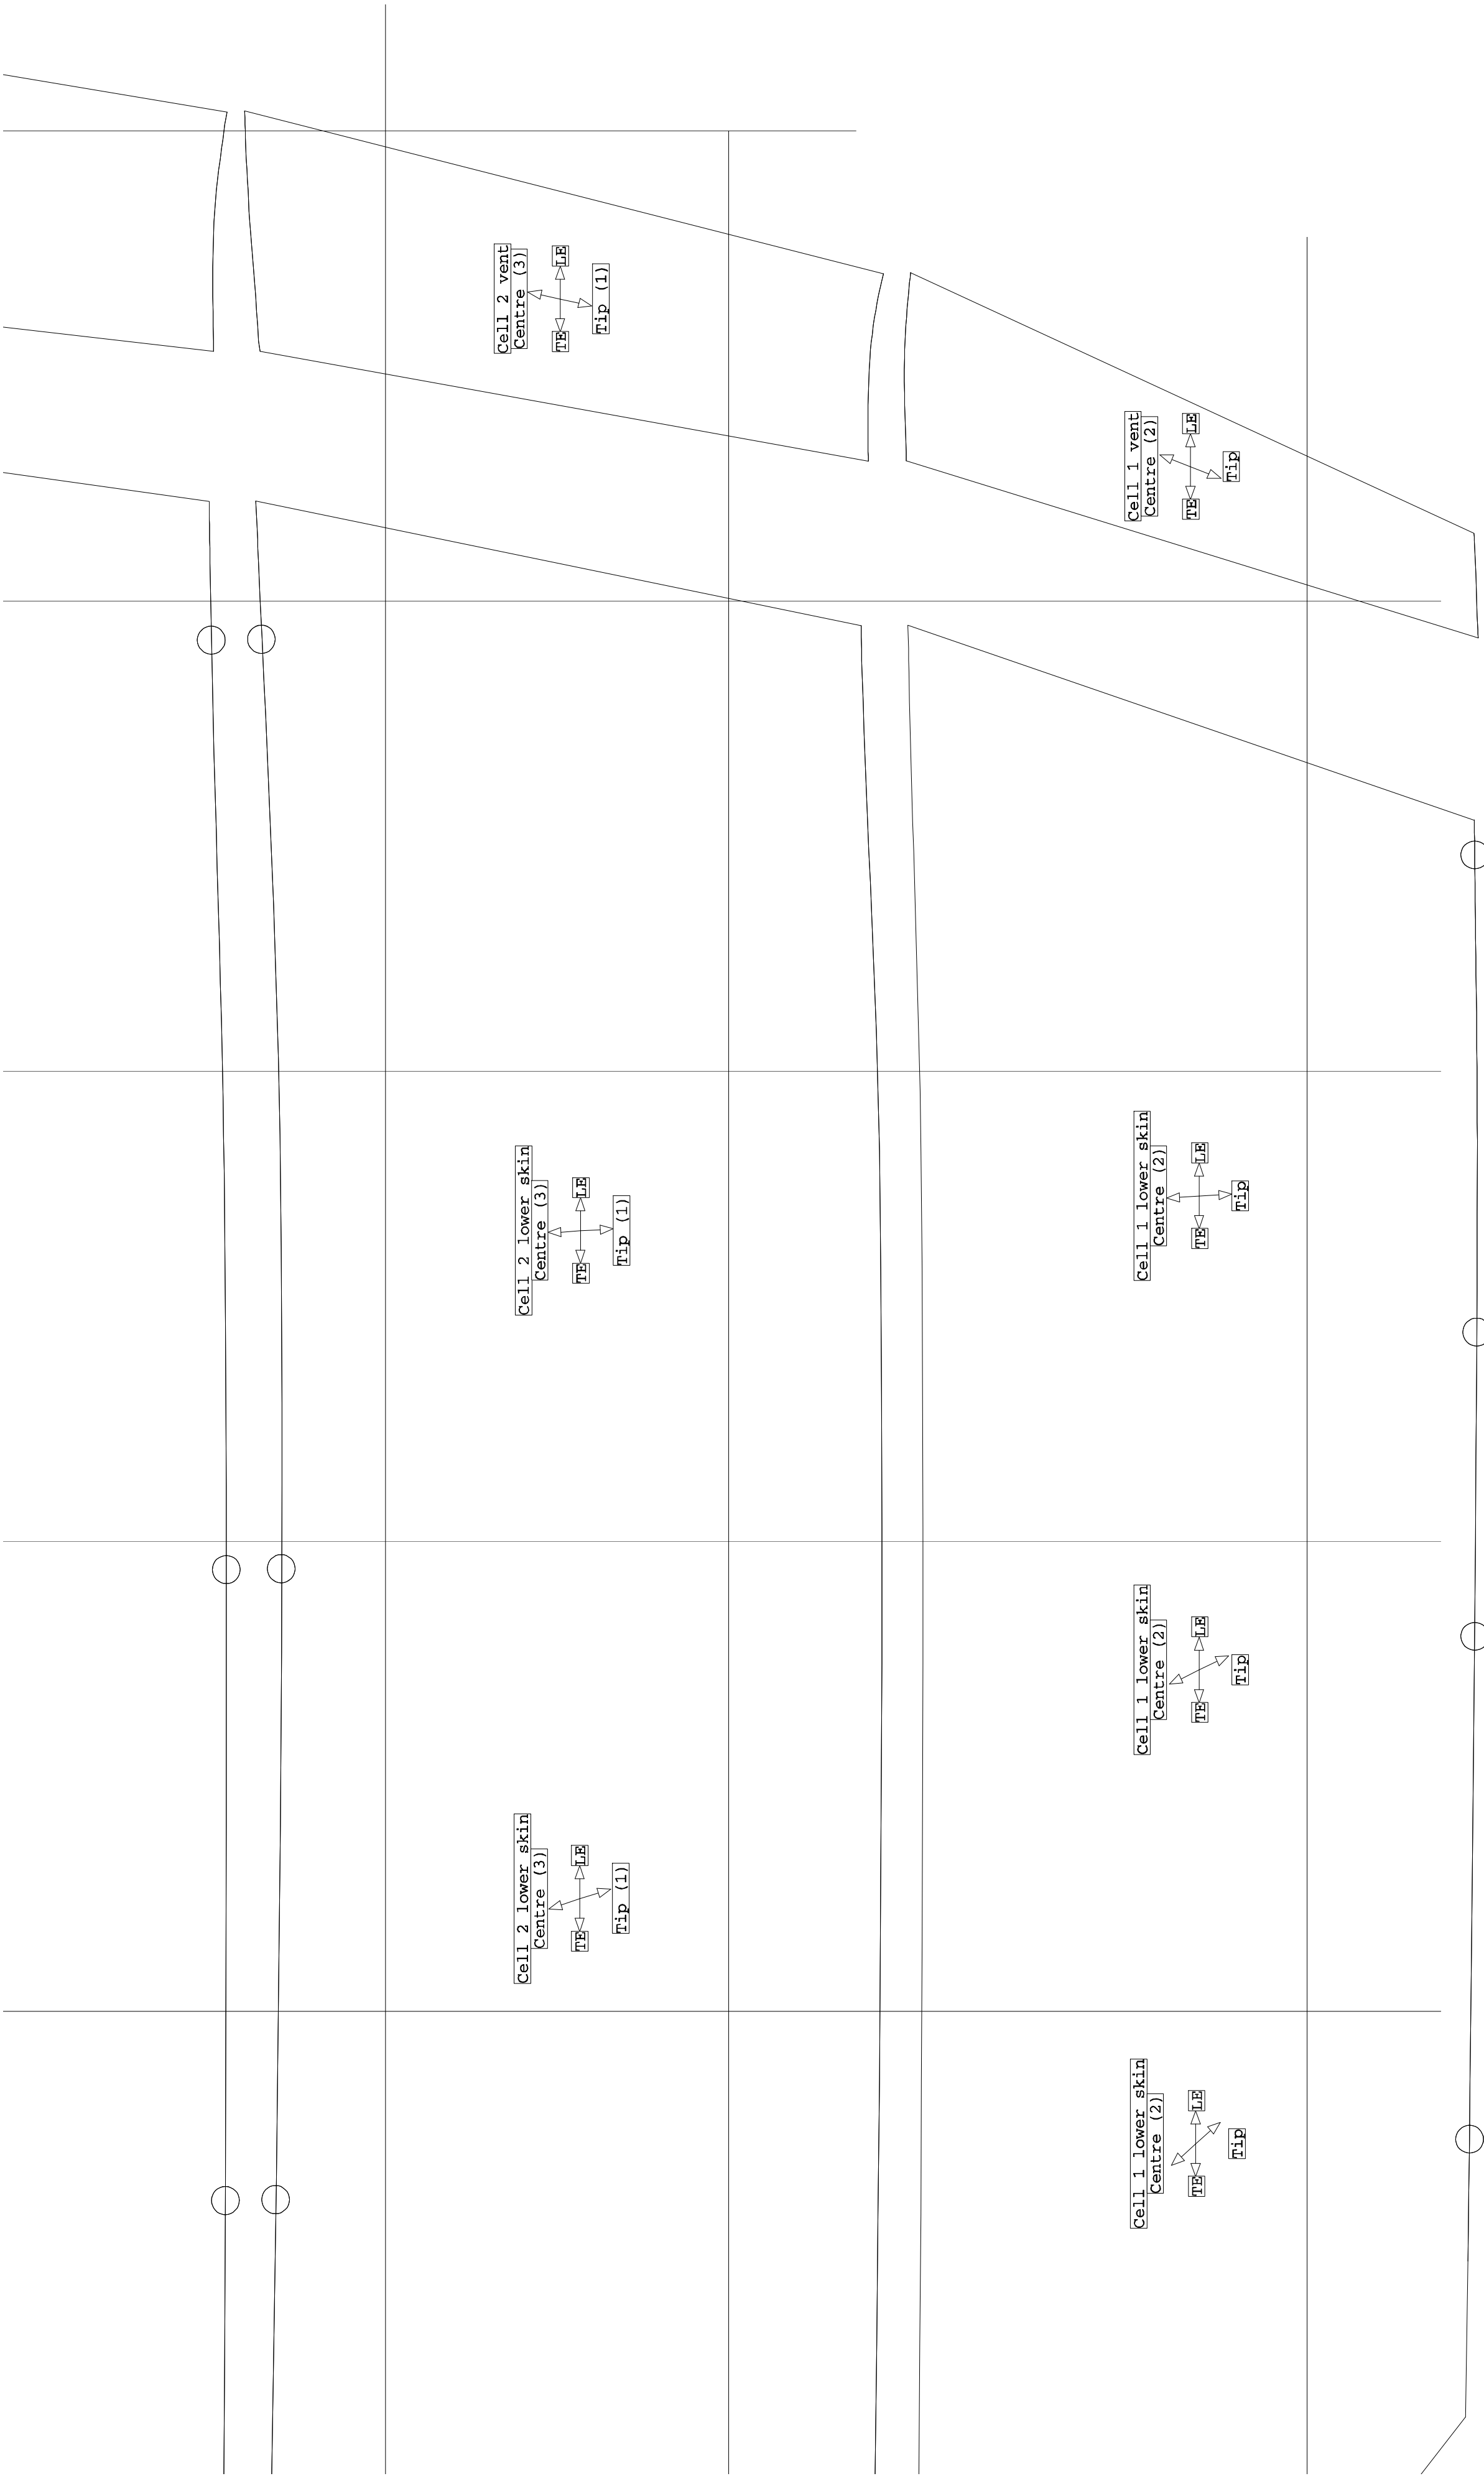 Cell 2 vent
Centre (3)
TE LE
Tip (1)
Cell 1 vent
Centre (2)
TE LE
Tip
Cell 2 lower skin
Centre (3)
TE LE
Tip (1)
Cell 1 lower skin
Centre (2)
TE LE
Tip
Cell 1 lower skin
Centre (2)
TE LE
Tip
Cell 2 lower skin
Centre (3)
TE LE
Tip (1)
Cell 1 lower skin
Centre (2)
TE LE
Tip